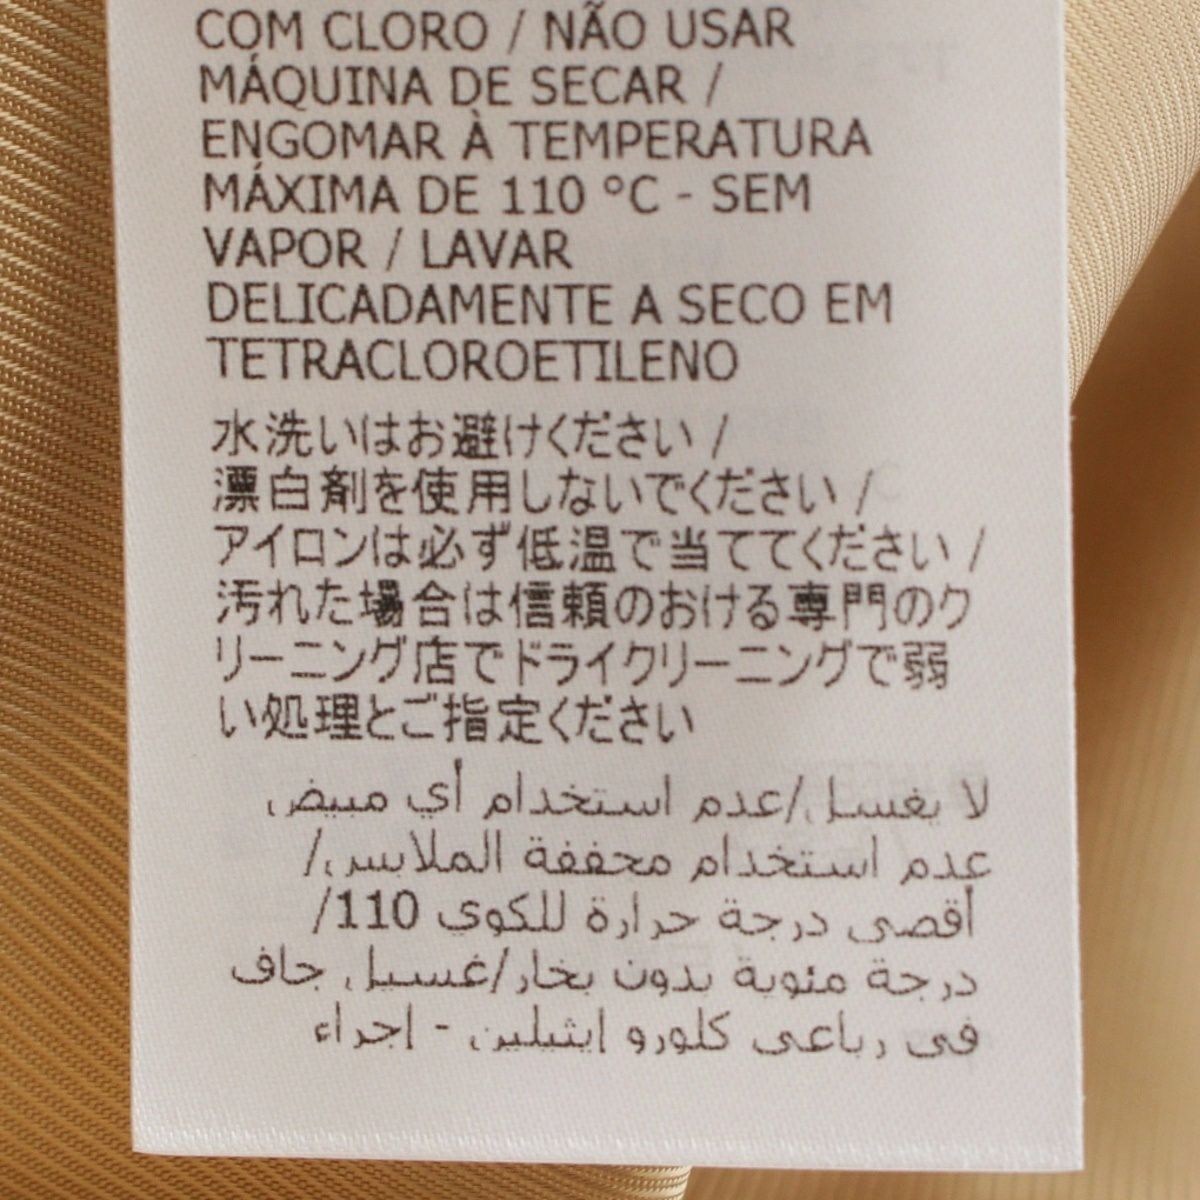 COM CLORO / NÃO USAR
MÁQUINA DE SECAR /
ENGOMAR À TEMPERATURA
MÁXIMA DE 110 °C - SEM
VAPOR / LAVAR
DELICADAMENTE A SECO EM
TETRACLOROETILENO
水洗いはお避けください /
漂白剤を使用しないでください /
アイロンは必ず低温で当ててください /
汚れた場合は信頼のおける専門のク
リーニング店でドライクリーニングで弱
い処理とご指定ください
لا يغسل/عدم استخدام أي مبيض
عدم استخدام مجففة الملابس/
أقصى درجة حرارة للكوي 110/
درجة مئوية بدون بخار/غسيل جاف
في رباعي كلورو إيثيلين - إجراء